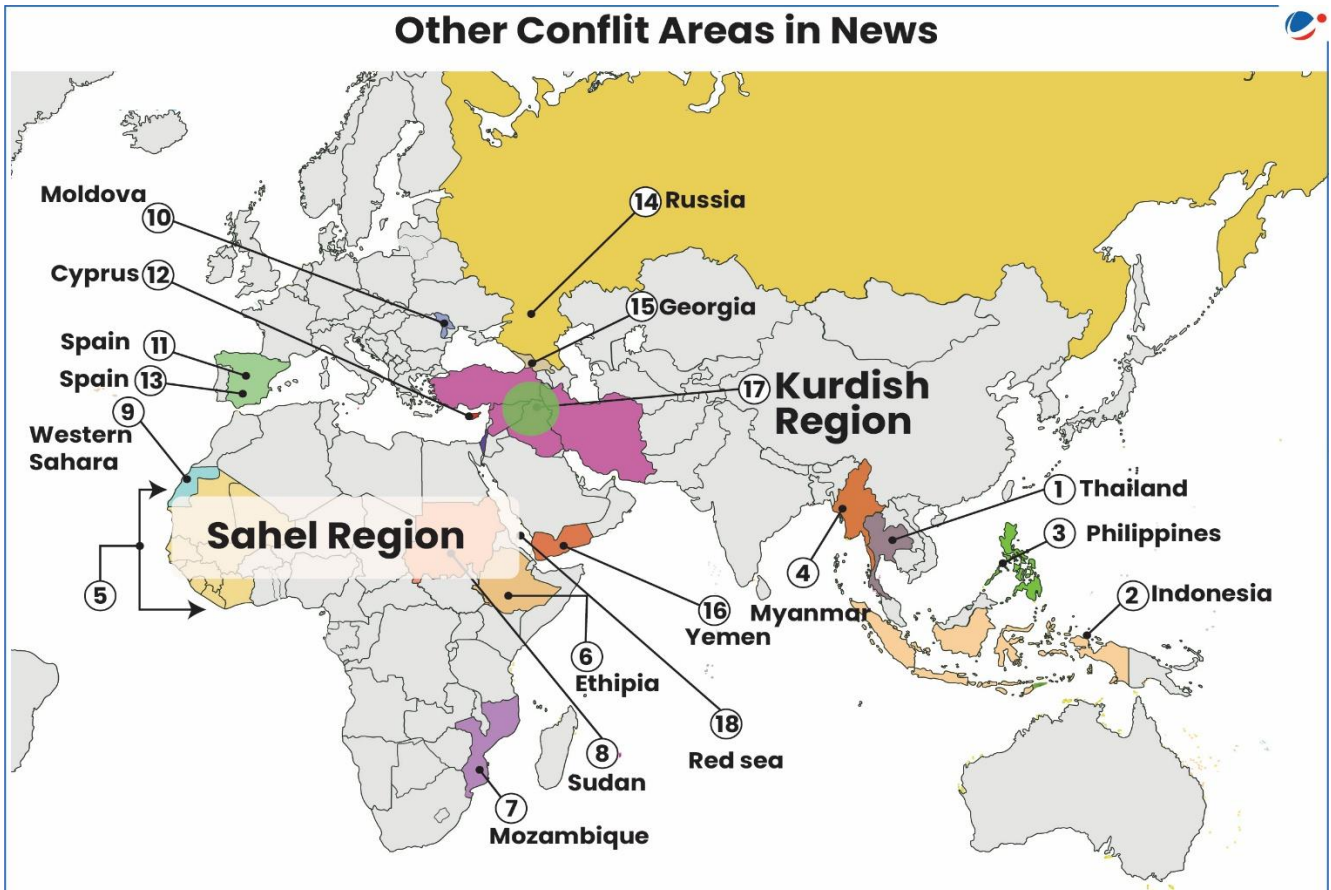 Other Conflit Areas in News
Moldova
10
14 Russia
Cyprus 12
15 Georgia
Spain 11
Spain 13
17 Kurdish
Region
9
Western
Sahara
1 Thailand
Sahel Region
3 Philippines
5
4
Myanmar
2 Indonesia
16
Yemen
6
Ethipia
18
Red sea
8
Sudan
7
Mozambique